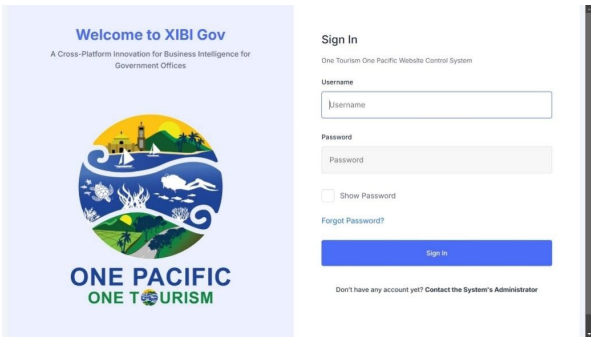 Welcome to XIBI Gov
A Cross-Platform Innovation for Business Intelligence for
Government Offices
ONE PACIFIC
ONE TOURISM
Sign In
One Tourism One Pacific Website Control System
Username
Username
Password
Password
Show Password
Forgot Password?
Sign In
Don't have any account yet? Contact the System's Administrator